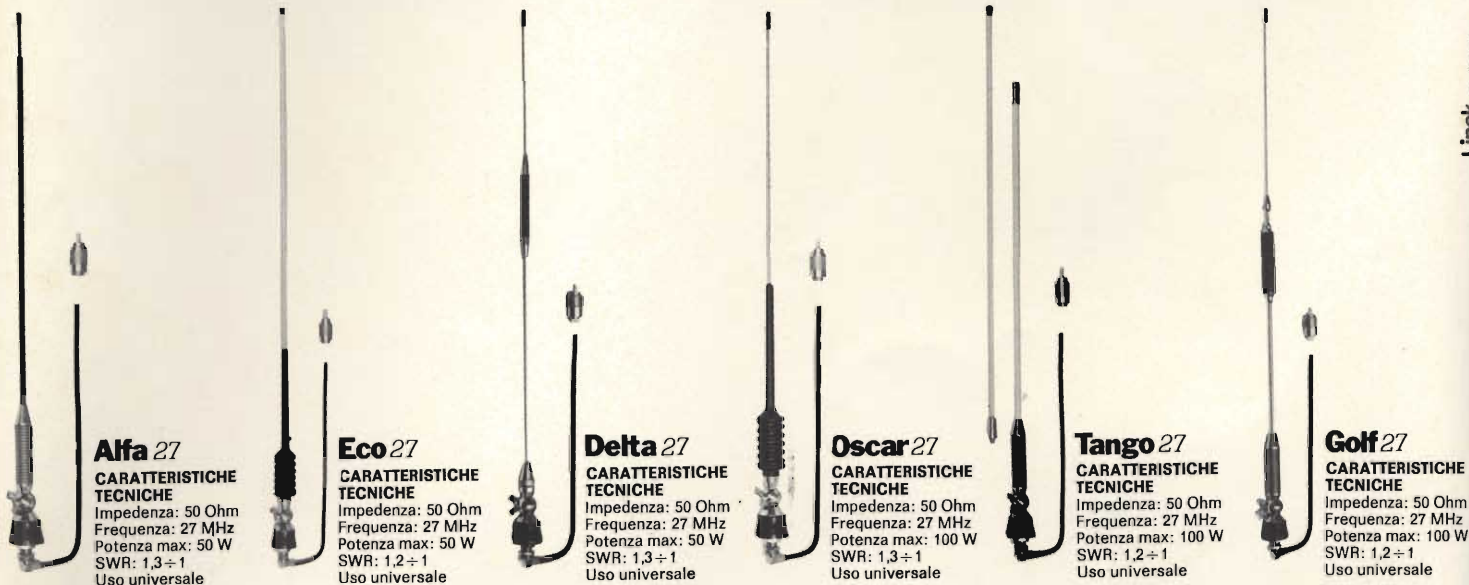 Alfa 27
CARATTERISTICHE
TECNICHE
Impedenza: 50 Ohm
Frequenza: 27 MHz
Potenza max: 50 W
SWR: 1,3÷1
Uso universale
Eco 27
CARATTERISTICHE
TECNICHE
Impedenza: 50 Ohm
Frequenza: 27 MHz
Potenza max: 50 W
SWR: 1,2÷1
Uso universale
Delta 27
CARATTERISTICHE
TECNICHE
Impedenza: 50 Ohm
Frequenza: 27 MHz
Potenza max: 50 W
SWR: 1,3÷1
Uso universale
Oscar 27
CARATTERISTICHE
TECNICHE
Impedenza: 50 Ohm
Frequenza: 27 MHz
Potenza max: 100 W
SWR: 1,3÷1
Uso universale
Tango 27
CARATTERISTICHE
TECNICHE
Impedenza: 50 Ohm
Frequenza: 27 MHz
Potenza max: 100 W
SWR: 1,2÷1
Uso universale
Golf 27
CARATTERISTICHE
TECNICHE
Impedenza: 50 Ohm
Frequenza: 27 MHz
Potenza max: 100 W
SWR: 1,2÷1
Uso universale